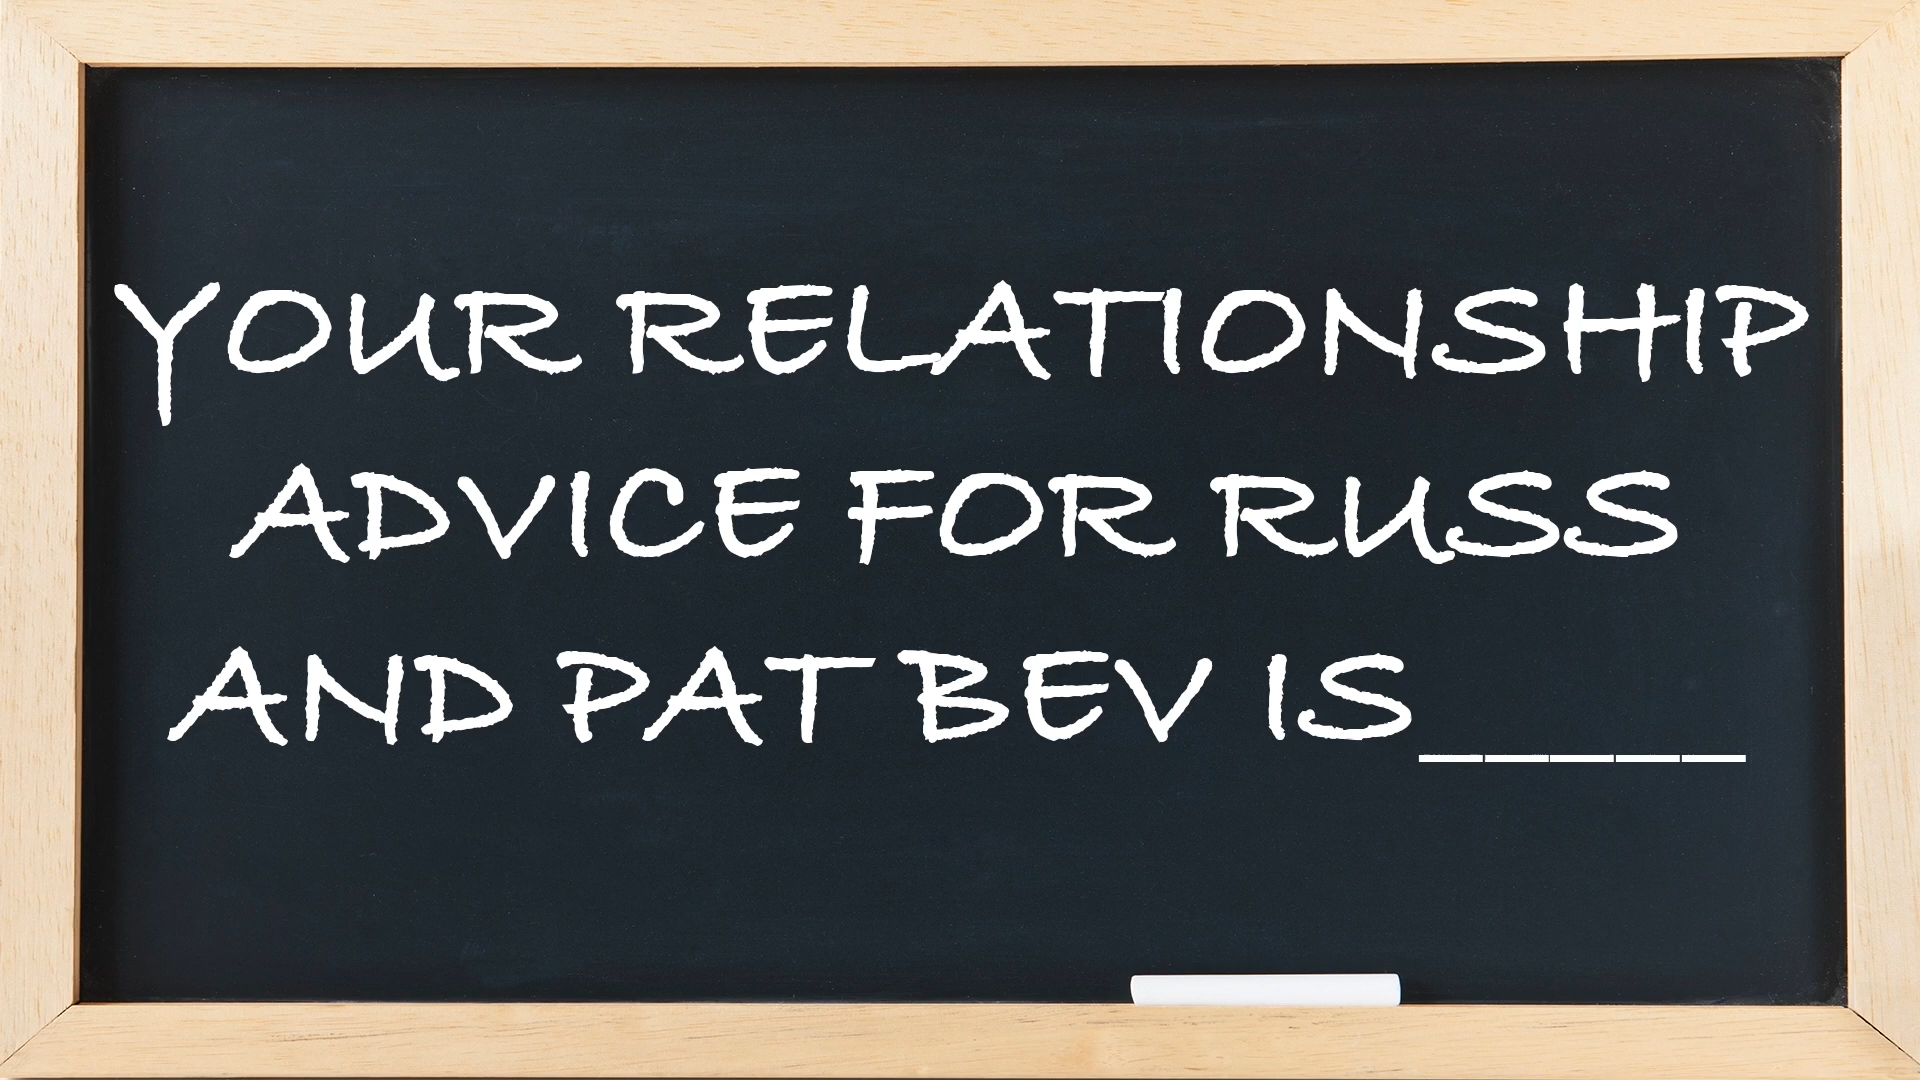 YOUR RELATIONSHIP
ADVICE FOR RUSS
AND PAT BEV IS_____